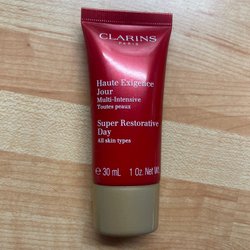 CLARINS
PARIS
Haute Exigence
Jour
Multi-Intensive
Toutes peaux
Super Restorative
Day
All skin types
e 30 mL 1 Oz. Net